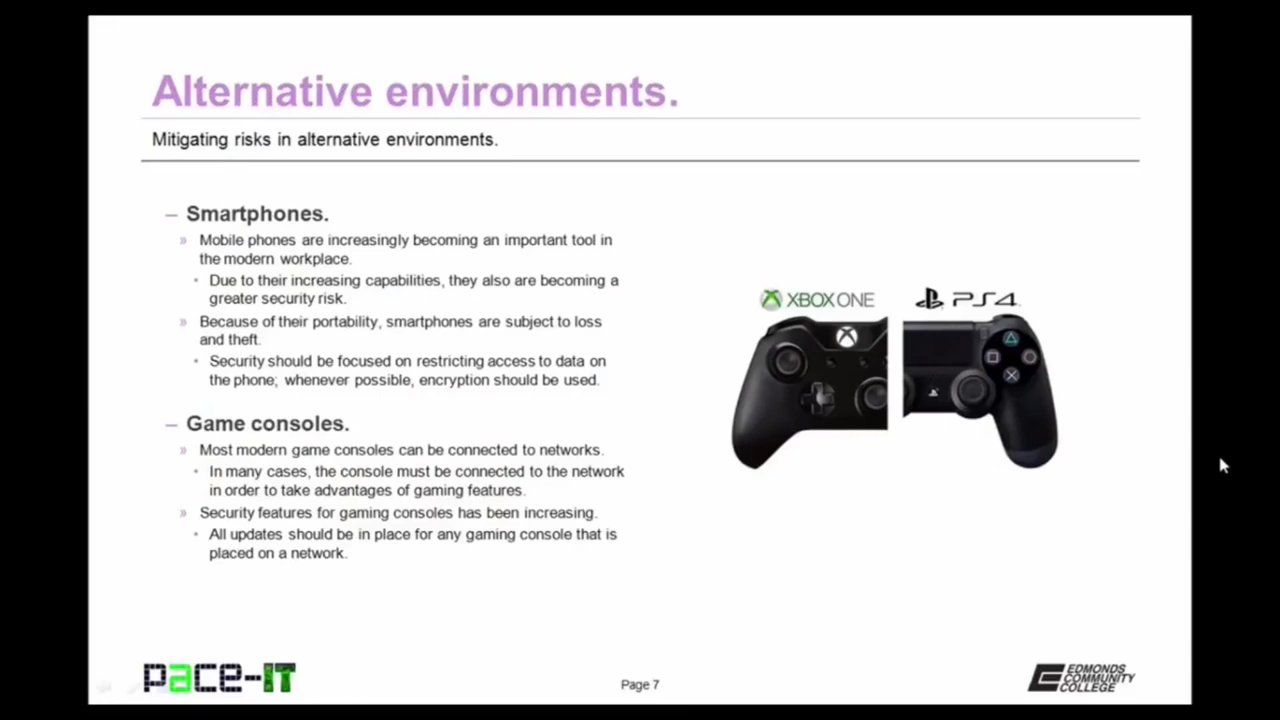 Alternative environments.
Mitigating risks in alternative environments.
– Smartphones.
» Mobile phones are increasingly becoming an important tool in
the modern workplace.
• Due to their increasing capabilities, they also are becoming a
greater security risk.
» Because of their portability, smartphones are subject to loss
and theft.
• Security should be focused on restricting access to data on
the phone; whenever possible, encryption should be used.
– Game consoles.
» Most modern game consoles can be connected to networks.
• In many cases, the console must be connected to the network
in order to take advantages of gaming features.
» Security features for gaming consoles has been increasing.
• All updates should be in place for any gaming console that is
placed on a network.
XBOX ONE
PS4
pace-IT
Page 7
EDMONDS
COMMUNITY
COLLEGE